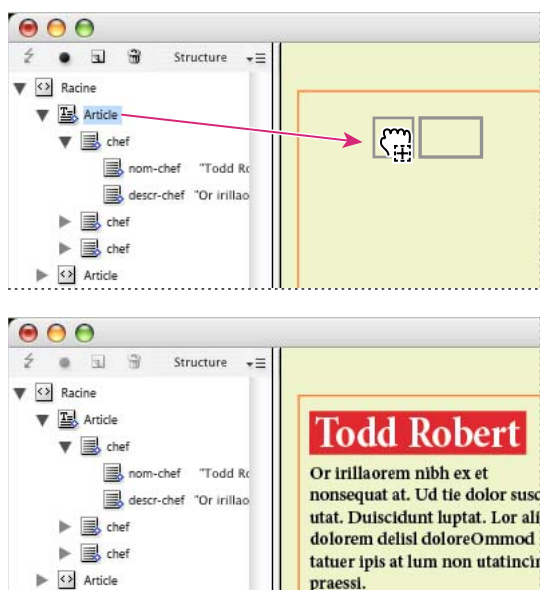 Structure
Racine
Article
chef
nom-chef "Todd Ro
descr-chef "Or irillao
chef
chef
Article
Structure
Racine
Article
chef
nom-chef "Todd Ro
descr-chef "Or irillao
chef
chef
Article
Todd Robert
Or irillaorem nibh ex et
nonsequat at. Ud tie dolor susc
utat. Duiscidunt luptat. Lor ali
dolorem delisl doloreOmmod
tatuer ipis at lum non utatincin
praessi.